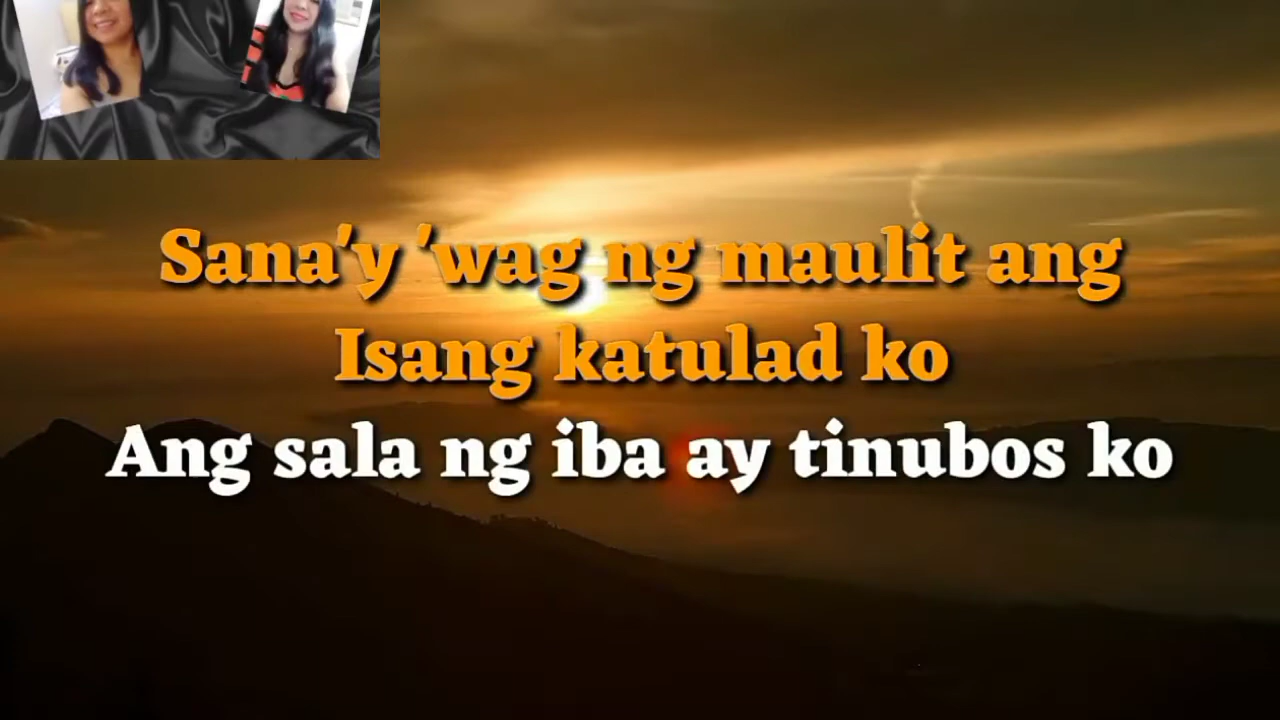 Sana'y 'wag ng maulit ang
Isang katulad ko
Ang sala ng iba ay tinubos ko